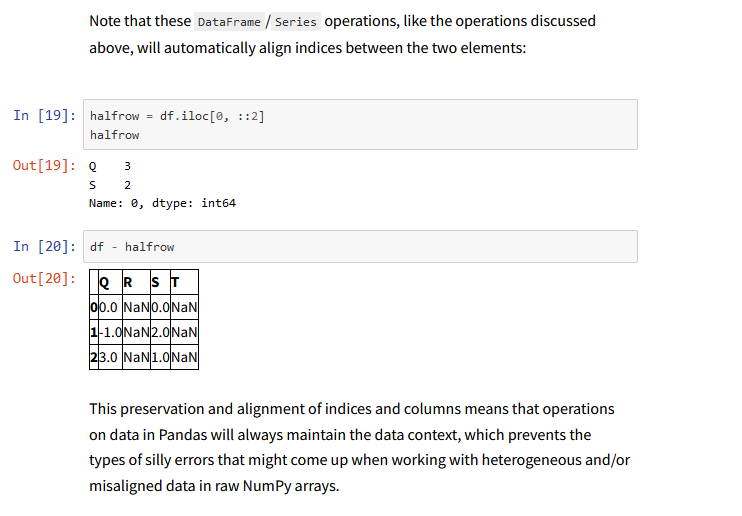 Note that these DataFrame / Series operations, like the operations discussed
above, will automatically align indices between the two elements:
In [19]: halfrow = df.iloc[0, ::2]
halfrow
Out[19]: Q 3
S 2
Name: 0, dtype: int64
In [20]: df - halfrow
Out[20]: Q R S T
0 0.0 NaN 0.0 NaN
1 -1.0 NaN 2.0 NaN
2 3.0 NaN 1.0 NaN
This preservation and alignment of indices and columns means that operations
on data in Pandas will always maintain the data context, which prevents the
types of silly errors that might come up when working with heterogeneous and/or
misaligned data in raw NumPy arrays.